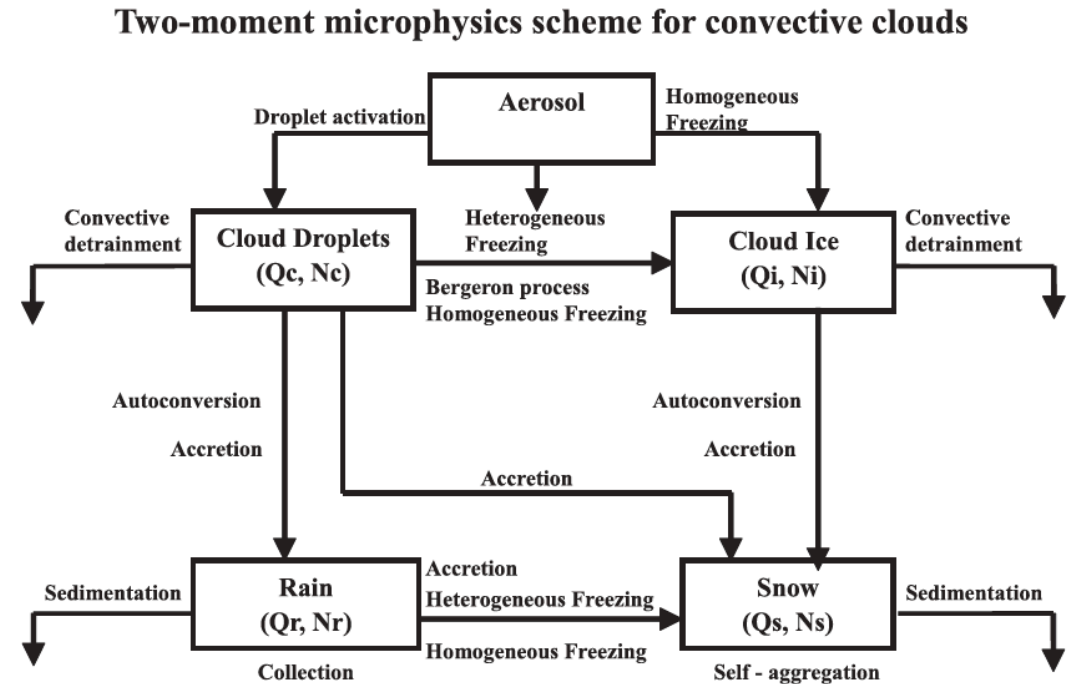 Two-moment microphysics scheme for convective clouds
Aerosol
Droplet activation
Homogeneous
Freezing
Convective
detrainment
Cloud Droplets
(Qc, Nc)
Heterogeneous
Freezing
Bergeron process
Homogeneous Freezing
Cloud Ice
(Qi, Ni)
Convective
detrainment
Autoconversion
Accretion
Accretion
Autoconversion
Accretion
Sedimentation
Rain
(Qr, Nr)
Collection
Accretion
Heterogeneous Freezing
Homogeneous Freezing
Snow
(Qs, Ns)
Self - aggregation
Sedimentation